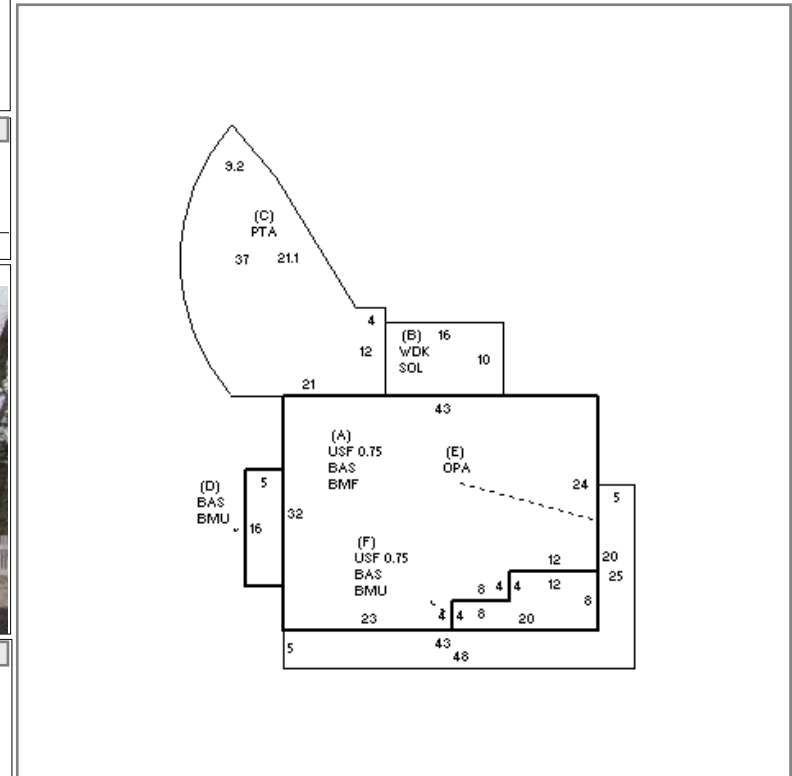 9.2
(C)
PTA
37 21.1
4
(B) 16
WDK
SOL
12
10
21
43
(A)
USF 0.75
BAS
BMF
(E)
OPA
24
5
(D)
BAS
BMU
5
16
32
(F)
USF 0.75
BAS
BMU
12
12
20
25
8 4 4
8
4 4 8
23
20
5
43
48